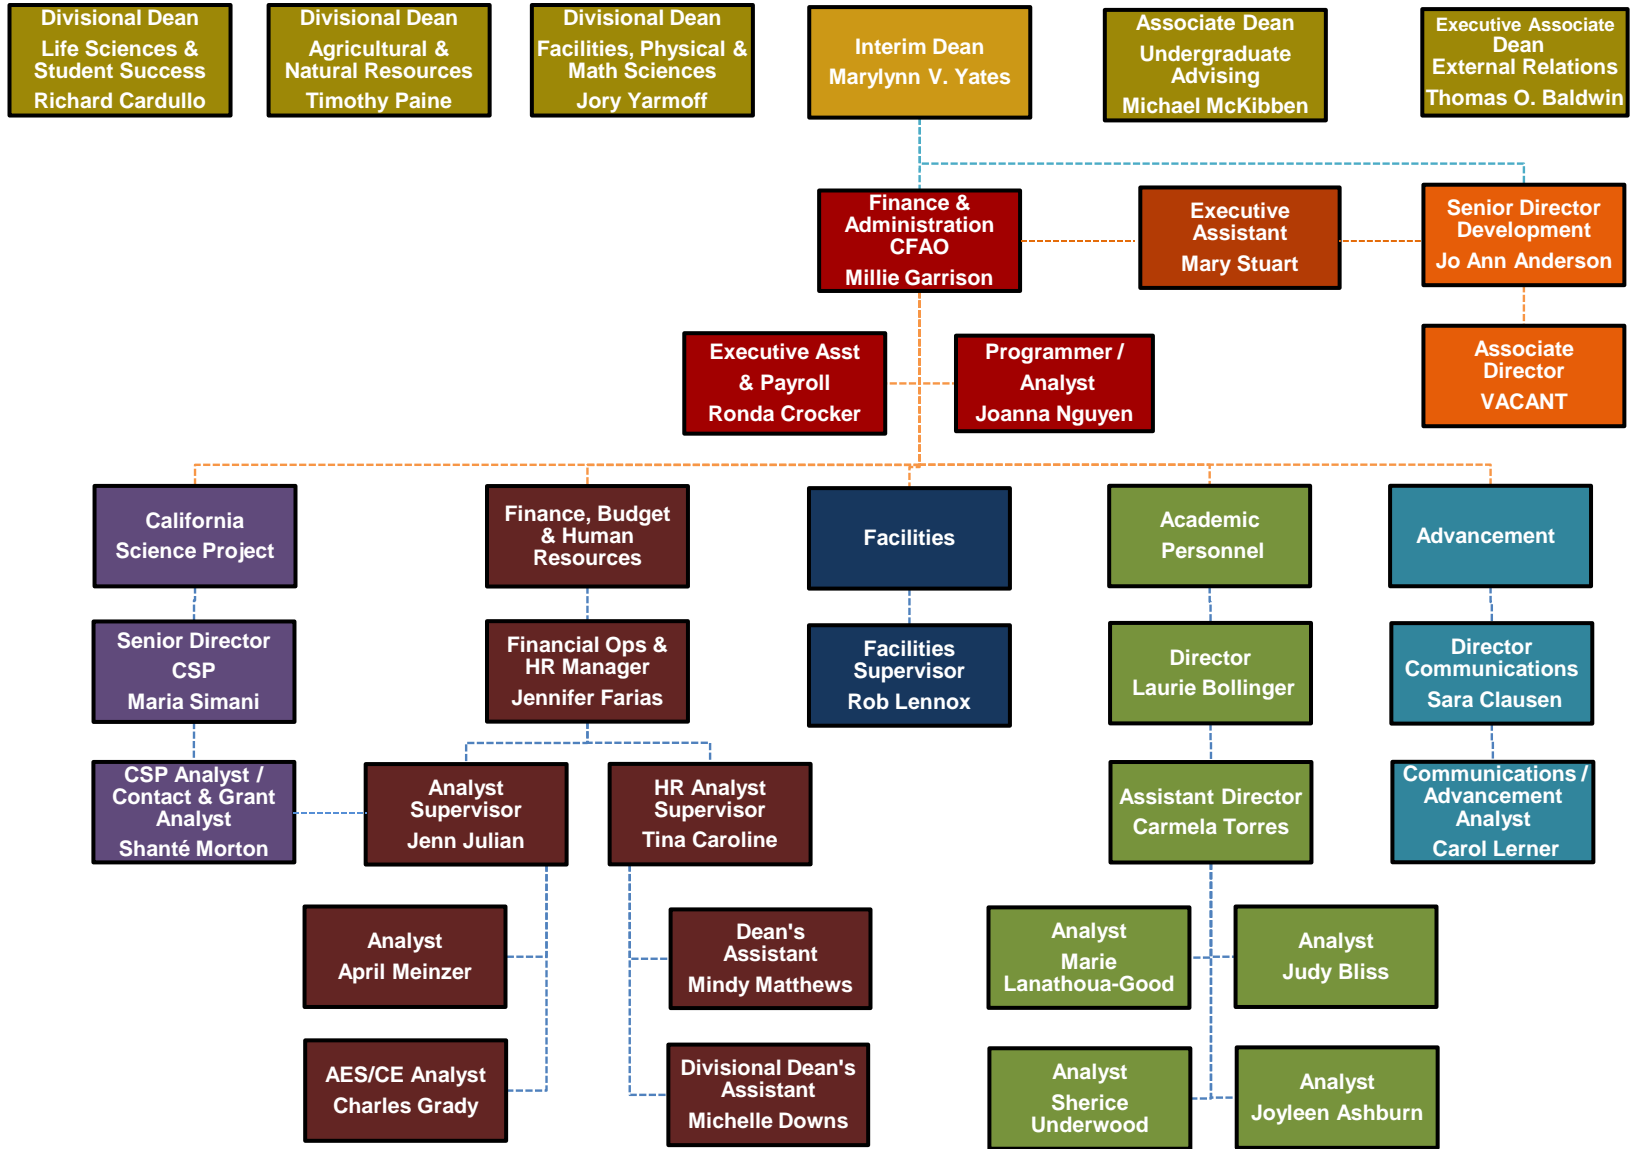 Divisional Dean
Life Sciences &
Student Success
Richard Cardullo
Divisional Dean
Agricultural &
Natural Resources
Timothy Paine
Divisional Dean
Facilities, Physical &
Math Sciences
Jory Yarmoff
Interim Dean
Marylynn V. Yates
Associate Dean
Undergraduate
Advising
Michael McKibben
Executive Associate
Dean
External Relations
Thomas O. Baldwin
Finance &
Administration
CFAO
Millie Garrison
Executive
Assistant
Mary Stuart
Senior Director
Development
Jo Ann Anderson
Executive Asst
& Payroll
Ronda Crocker
Programmer /
Analyst
Joanna Nguyen
Associate
Director
VACANT
California
Science Project
Finance, Budget
& Human
Resources
Facilities
Academic
Personnel
Advancement
Senior Director
CSP
Maria Simani
Financial Ops &
HR Manager
Jennifer Farias
Facilities
Supervisor
Rob Lennox
Director
Laurie Bollinger
Director
Communications
Sara Clausen
CSP Analyst /
Contact & Grant
Analyst
Shanté Morton
Analyst
Supervisor
Jenn Julian
HR Analyst
Supervisor
Tina Caroline
Assistant Director
Carmela Torres
Communications /
Advancement
Analyst
Carol Lerner
Analyst
April Meinzer
Dean's
Assistant
Mindy Matthews
Analyst
Marie
Lanathoua-Good
Analyst
Judy Bliss
AES/CE Analyst
Charles Grady
Divisional Dean's
Assistant
Michelle Downs
Analyst
Sherice
Underwood
Analyst
Joyleen Ashburn